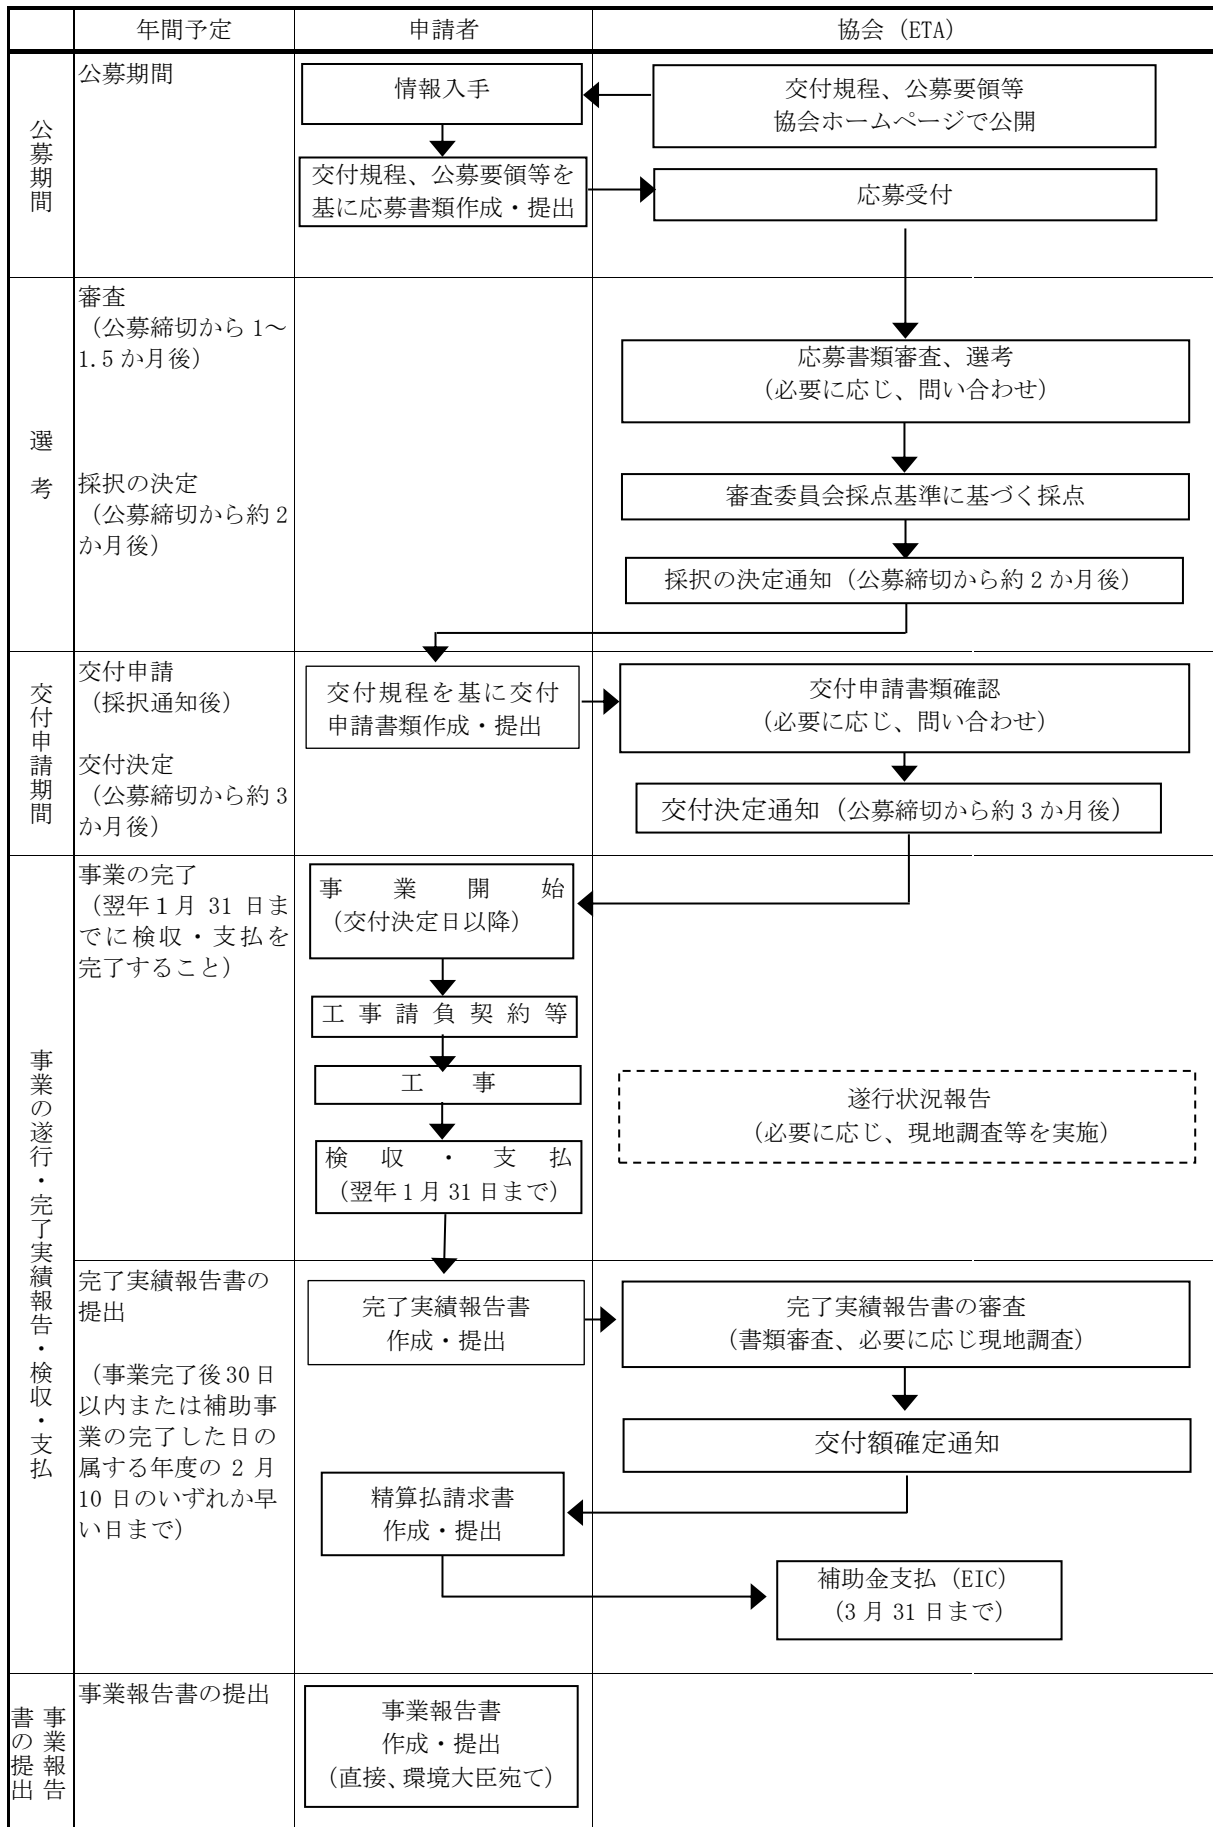 年間予定
申請者
協会（ETA）
公募期間
公募期間
情報入手
交付規程、公募要領等
協会ホームページで公開
交付規程、公募要領等を
基に応募書類作成・提出
応募受付
選考
審査
（公募締切から 1～
1.5 か月後）
応募書類審査、選考
（必要に応じ、問い合わせ）
採択の決定
（公募締切から約 2
か月後）
審査委員会採点基準に基づく採点
採択の決定通知（公募締切から約 2 か月後）
交付申請期間
交付申請
（採択通知後）
交付規程を基に交付
申請書類作成・提出
交付申請書類確認
（必要に応じ、問い合わせ）
交付決定
（公募締切から約 3
か月後）
交付決定通知（公募締切から約 3 か月後）
事業の遂行・完了実績報告・検収・支払
事業の完了
（翌年 1 月 31 日ま
でに検収・支払を
完了すること）
事業開始
（交付決定日以降）
工事請負契約等
工事
遂行状況報告
（必要に応じ、現地調査等を実施）
検収・支払
（翌年 1 月 31 日まで）
完了実績報告書の
提出
（事業完了後 30 日
以内または補助事
業の完了した日の
属する年度の 2 月
10 日のいずれか早
い日まで）
完了実績報告書
作成・提出
完了実績報告書の審査
（書類審査、必要に応じ現地調査）
交付額確定通知
精算払請求書
作成・提出
補助金支払（EIC）
（3 月 31 日まで）
事業報告
書の提出
事業報告書の提出
事業報告書
作成・提出
（直接、環境大臣宛て）